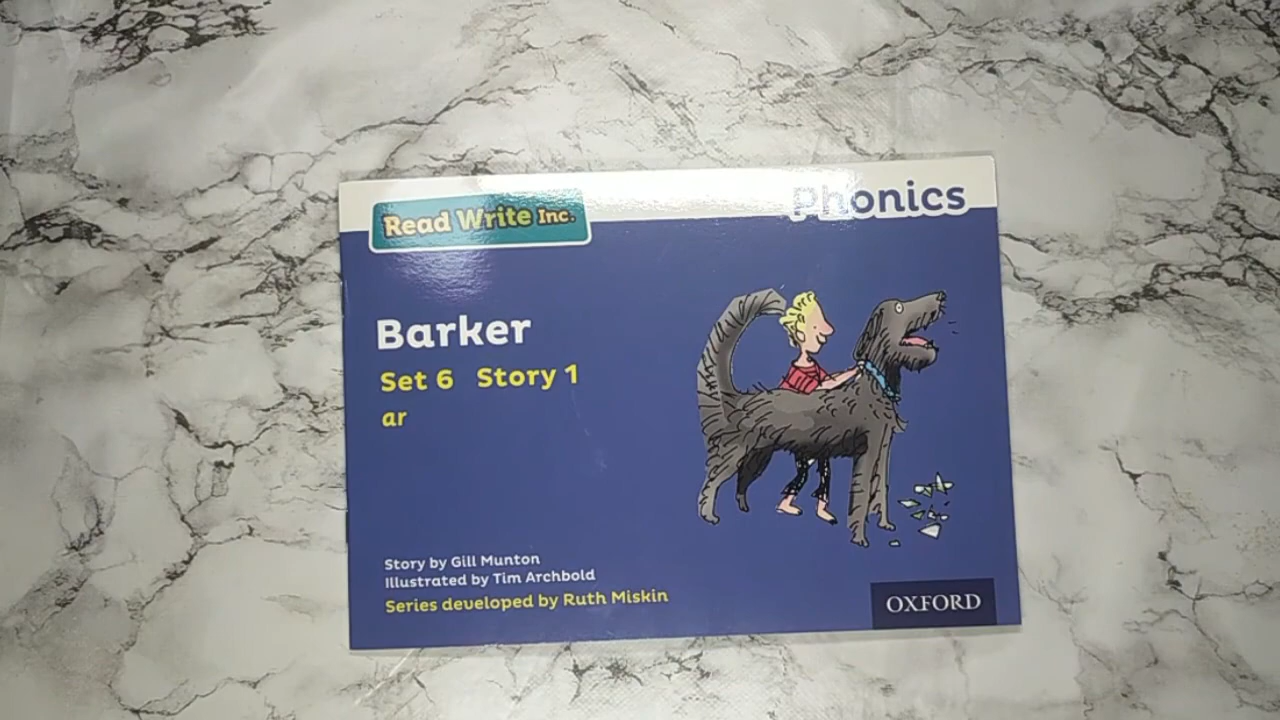 Read Write Inc.
Phonics
Barker
Set 6 Story 1
ar
Story by Gill Munton
Illustrated by Tim Archbold
Series developed by Ruth Miskin
OXFORD